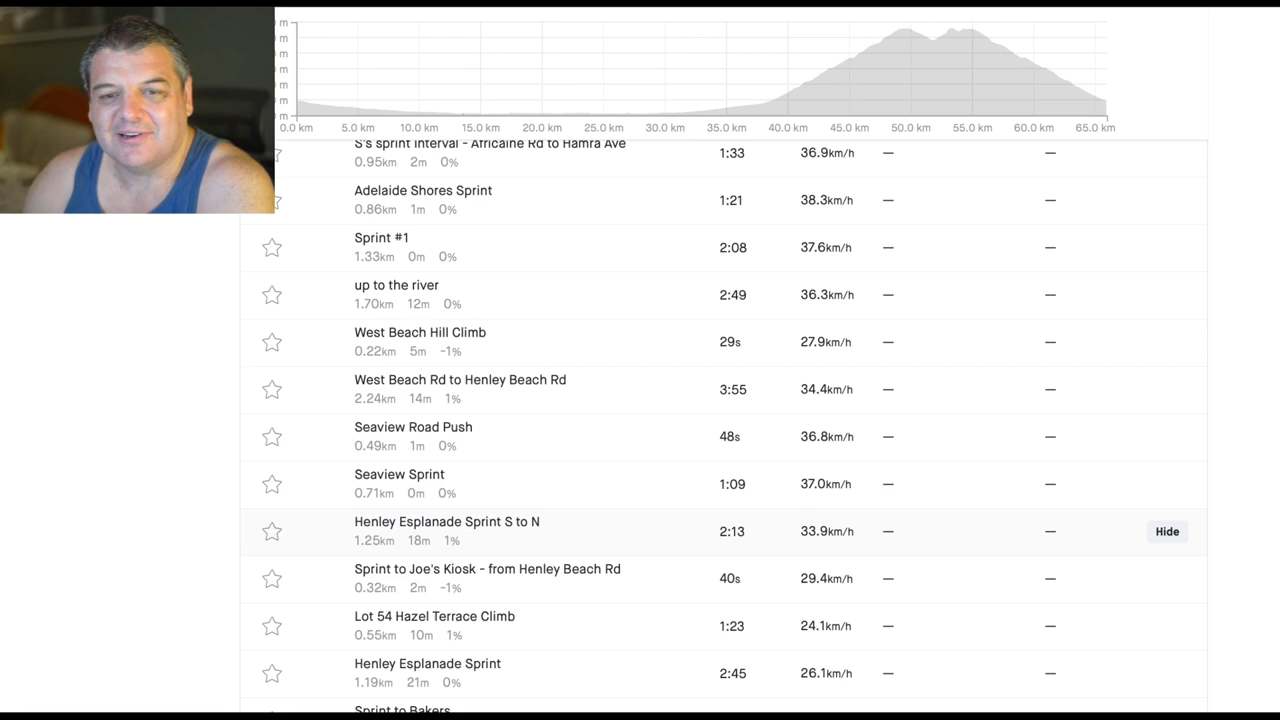 m
m
m
m
m
m
m
0.0 km 5.0 km 10.0 km 15.0 km 20.0 km 25.0 km 30.0 km 35.0 km 40.0 km 45.0 km 50.0 km 55.0 km 60.0 km 65.0 km
S's sprint interval - Africaine Rd to Hamra Ave
0.95km 2m 0%
1:33 36.9km/h — —
Adelaide Shores Sprint
0.86km 1m 0%
1:21 38.3km/h — —
Sprint #1
1.33km 0m 0%
2:08 37.6km/h — —
up to the river
1.70km 12m 0%
2:49 36.3km/h — —
West Beach Hill Climb
0.22km 5m -1%
29s 27.9km/h — —
West Beach Rd to Henley Beach Rd
2.24km 14m 1%
3:55 34.4km/h — —
Seaview Road Push
0.49km 1m 0%
48s 36.8km/h — —
Seaview Sprint
0.71km 0m 0%
1:09 37.0km/h — —
Henley Esplanade Sprint S to N
1.25km 18m 1%
2:13 33.9km/h — — Hide
Sprint to Joe's Kiosk - from Henley Beach Rd
0.32km 2m -1%
40s 29.4km/h — —
Lot 54 Hazel Terrace Climb
0.55km 10m 1%
1:23 24.1km/h — —
Henley Esplanade Sprint
1.19km 21m 0%
2:45 26.1km/h — —
Sprint to Bakers